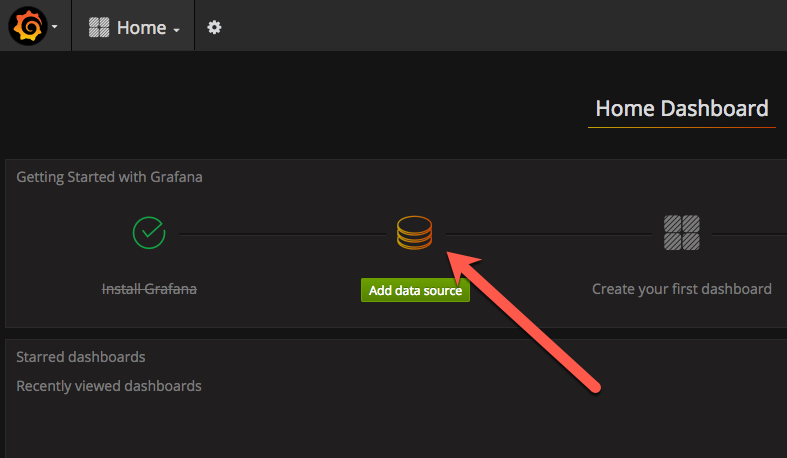 Home
Home Dashboard
Getting Started with Grafana
Install Grafana
Add data source
Create your first dashboard
Starred dashboards
Recently viewed dashboards